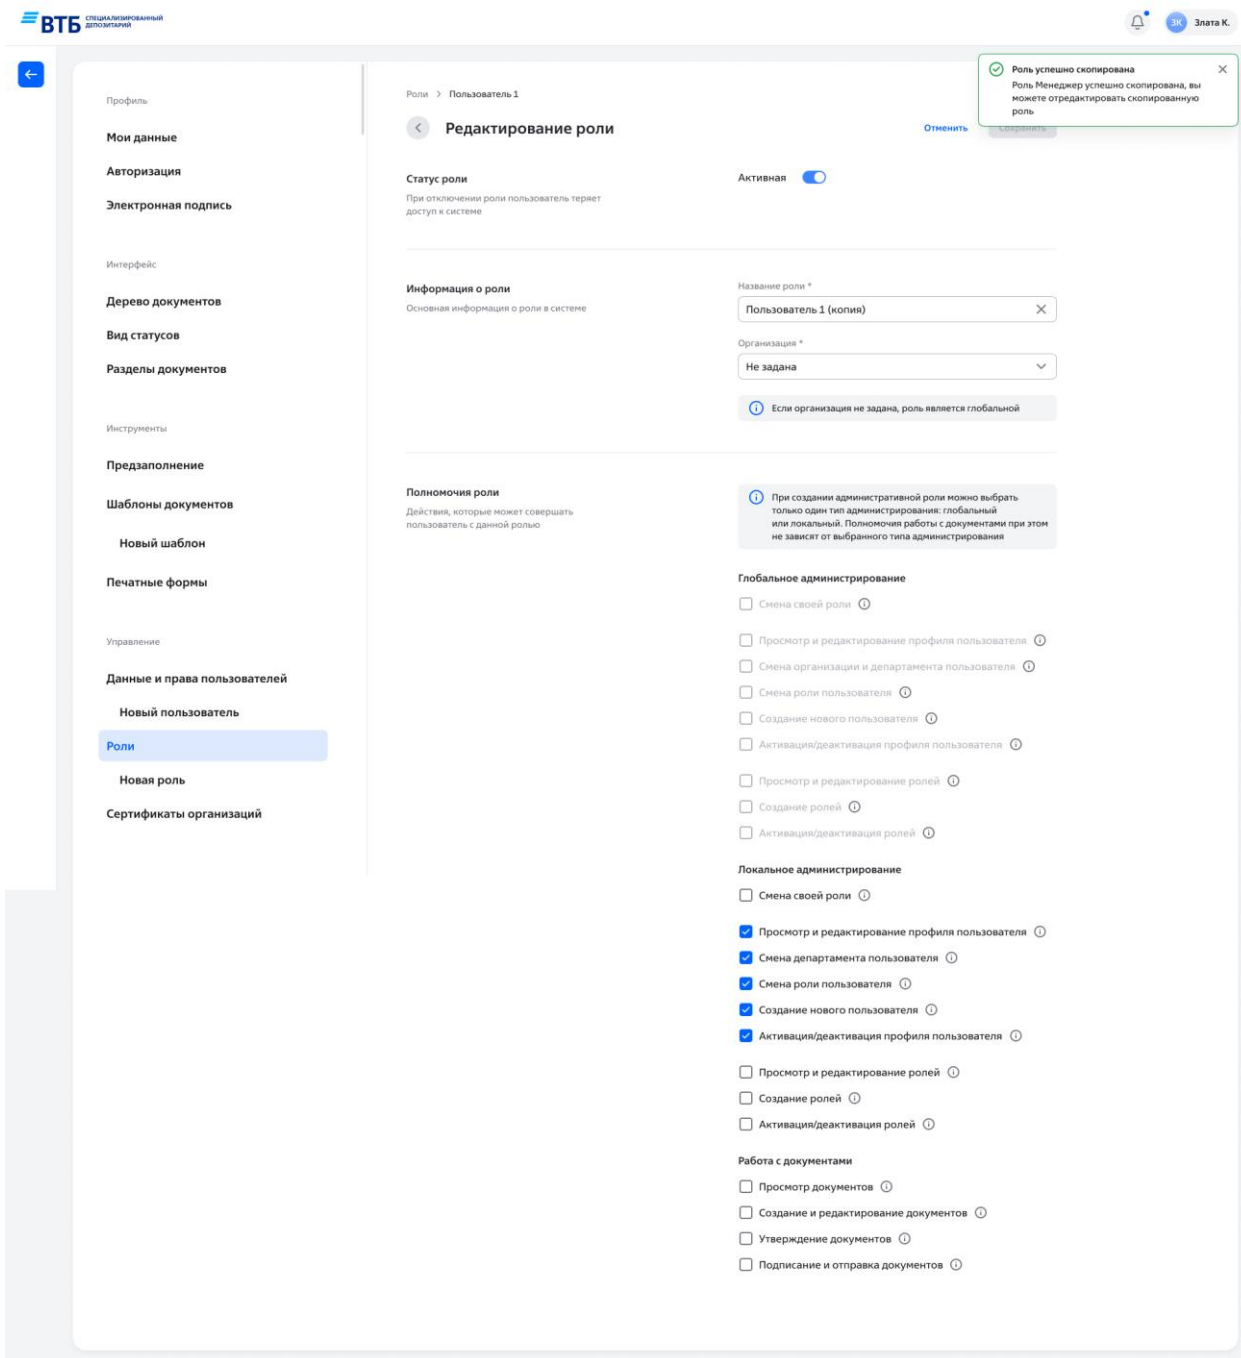 ВТБ СПЕЦИАЛИЗИРОВАННЫЙ
ДЕПОЗИТАРИЙ
ЗК Злата К.
Роль успешно скопирована
Роль Менеджер успешно скопирована, вы
можете отредактировать скопированную
роль
Профиль
Мои данные
Авторизация
Электронная подпись
Интерфейс
Дерево документов
Вид статусов
Разделы документов
Инструменты
Предзаполнение
Шаблоны документов
Новый шаблон
Печатные формы
Управление
Данные и права пользователей
Новый пользователь
Роли
Новая роль
Сертификаты организаций
Роли > Пользователь 1
Редактирование роли
Отменить
Сохранить
Статус роли
При отключении роли пользователь теряет
доступ к системе
Активная
Информация о роли
Основная информация о роли в системе
Название роли *
Пользователь 1 (копия)
Организация *
Не задана
Если организация не задана, роль является глобальной
Полномочия роли
Действия, которые может совершать
пользователь с данной ролью
При создании административной роли можно выбрать
только один тип администрирования: глобальный
или локальный. Полномочия работы с документами при этом
не зависят от выбранного типа администрирования
Глобальное администрирование
Смена своей роли
Просмотр и редактирование профиля пользователя
Смена организации и департамента пользователя
Смена роли пользователя
Создание нового пользователя
Активация/деактивация профиля пользователя
Просмотр и редактирование ролей
Создание ролей
Активация/деактивация ролей
Локальное администрирование
Смена своей роли
Просмотр и редактирование профиля пользователя
Смена департамента пользователя
Смена роли пользователя
Создание нового пользователя
Активация/деактивация профиля пользователя
Просмотр и редактирование ролей
Создание ролей
Активация/деактивация ролей
Работа с документами
Просмотр документов
Создание и редактирование документов
Утверждение документов
Подписание и отправка документов